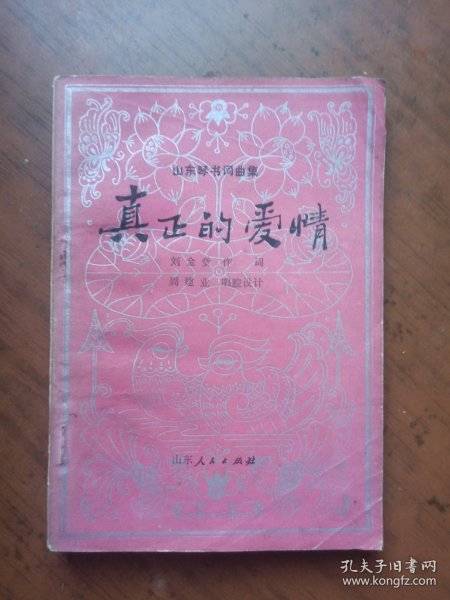 山东琴书词曲集
真正的爱情
刘金堂 作 词
周建业 唱腔设计
山东人民出版社
孔夫子旧书网
www.kongfz.com